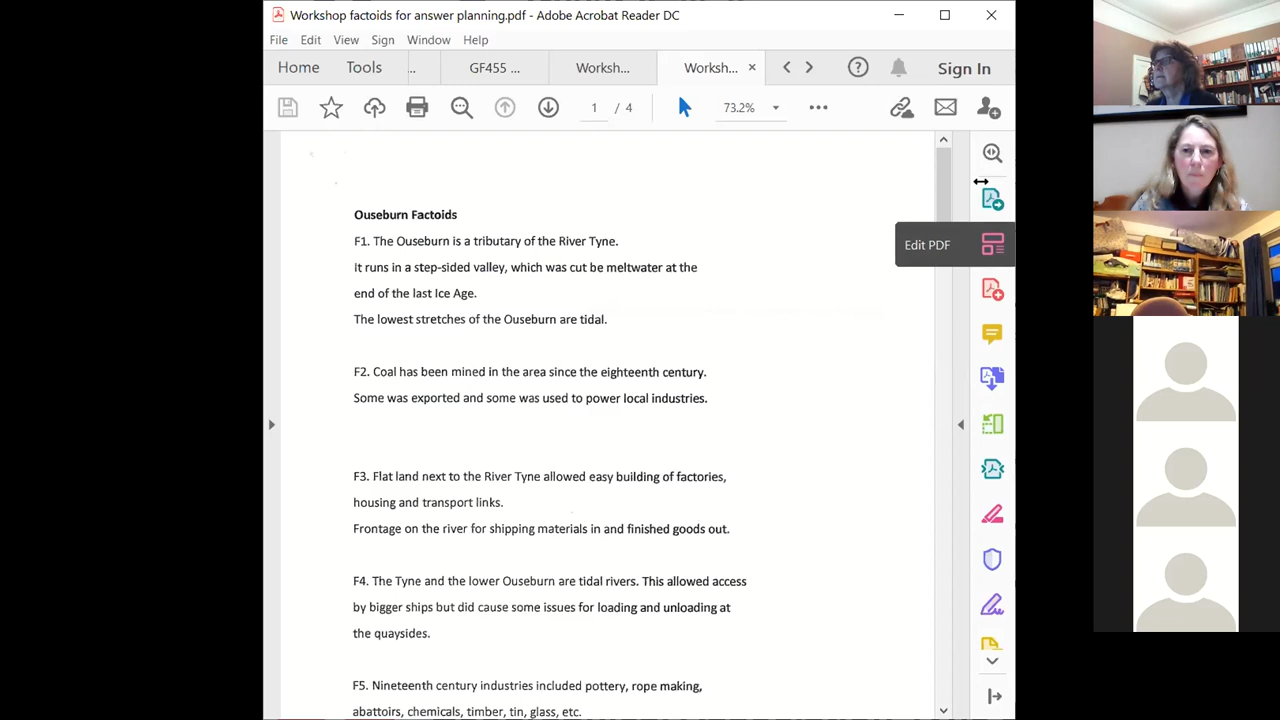 Workshop factoids for answer planning.pdf - Adobe Acrobat Reader DC
File Edit View Sign Window Help
Home Tools ... GF455 ... Worksh... Worksh... × Sign In
1 / 4 73.2%
Edit PDF
Ouseburn Factoids
F1. The Ouseburn is a tributary of the River Tyne.
It runs in a step-sided valley, which was cut be meltwater at the
end of the last Ice Age.
The lowest stretches of the Ouseburn are tidal.
F2. Coal has been mined in the area since the eighteenth century.
Some was exported and some was used to power local industries.
F3. Flat land next to the River Tyne allowed easy building of factories,
housing and transport links.
Frontage on the river for shipping materials in and finished goods out.
F4. The Tyne and the lower Ouseburn are tidal rivers. This allowed access
by bigger ships but did cause some issues for loading and unloading at
the quaysides.
F5. Nineteenth century industries included pottery, rope making,
abattoirs, chemicals, timber, tin, glass, etc.